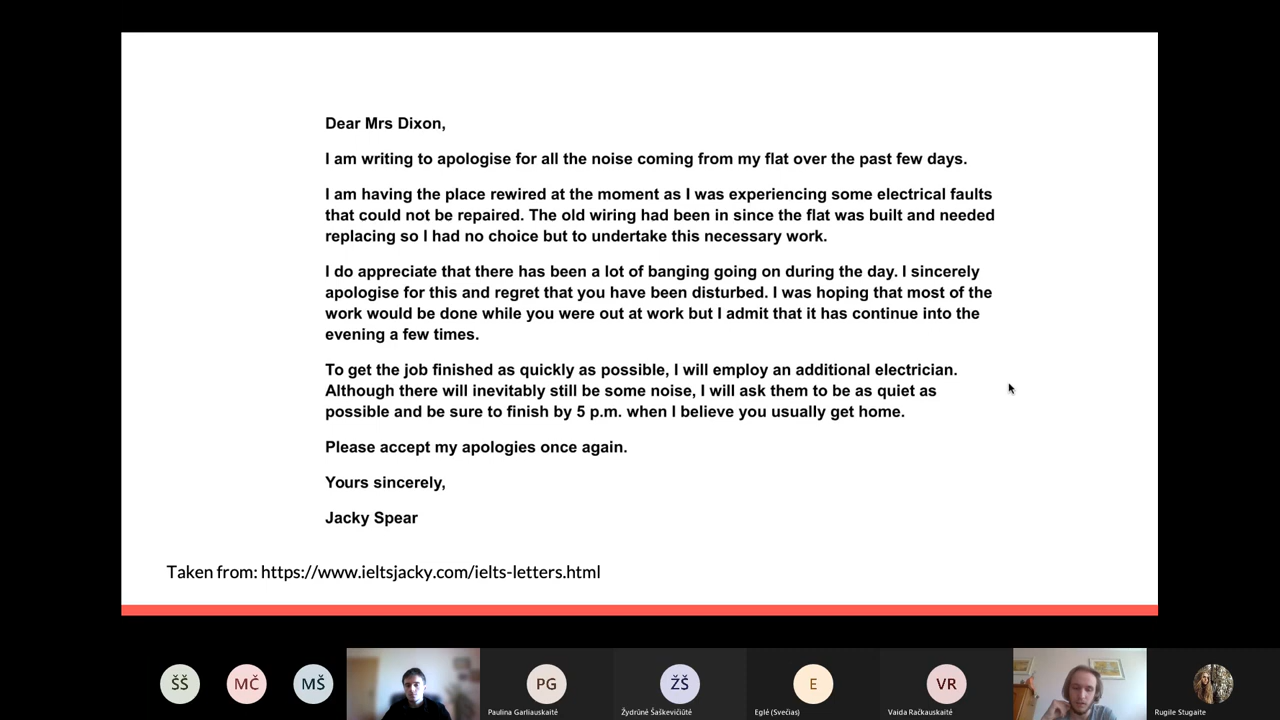 Dear Mrs Dixon,
I am writing to apologise for all the noise coming from my flat over the past few days.
I am having the place rewired at the moment as I was experiencing some electrical faults
that could not be repaired. The old wiring had been in since the flat was built and needed
replacing so I had no choice but to undertake this necessary work.
I do appreciate that there has been a lot of banging going on during the day. I sincerely
apologise for this and regret that you have been disturbed. I was hoping that most of the
work would be done while you were out at work but I admit that it has continue into the
evening a few times.
To get the job finished as quickly as possible, I will employ an additional electrician.
Although there will inevitably still be some noise, I will ask them to be as quiet as
possible and be sure to finish by 5 p.m. when I believe you usually get home.
Please accept my apologies once again.
Yours sincerely,
Jacky Spear
Taken from: https://www.ieltsjacky.com/ielts-letters.html
ŠŠ MČ MŠ PG ŽŠ E VR
Paulina Garliauskaitė Žydrūnė Šaškevičiūtė Eglė (Svečias) Vaida Račkauskaitė Rugile Stugaite